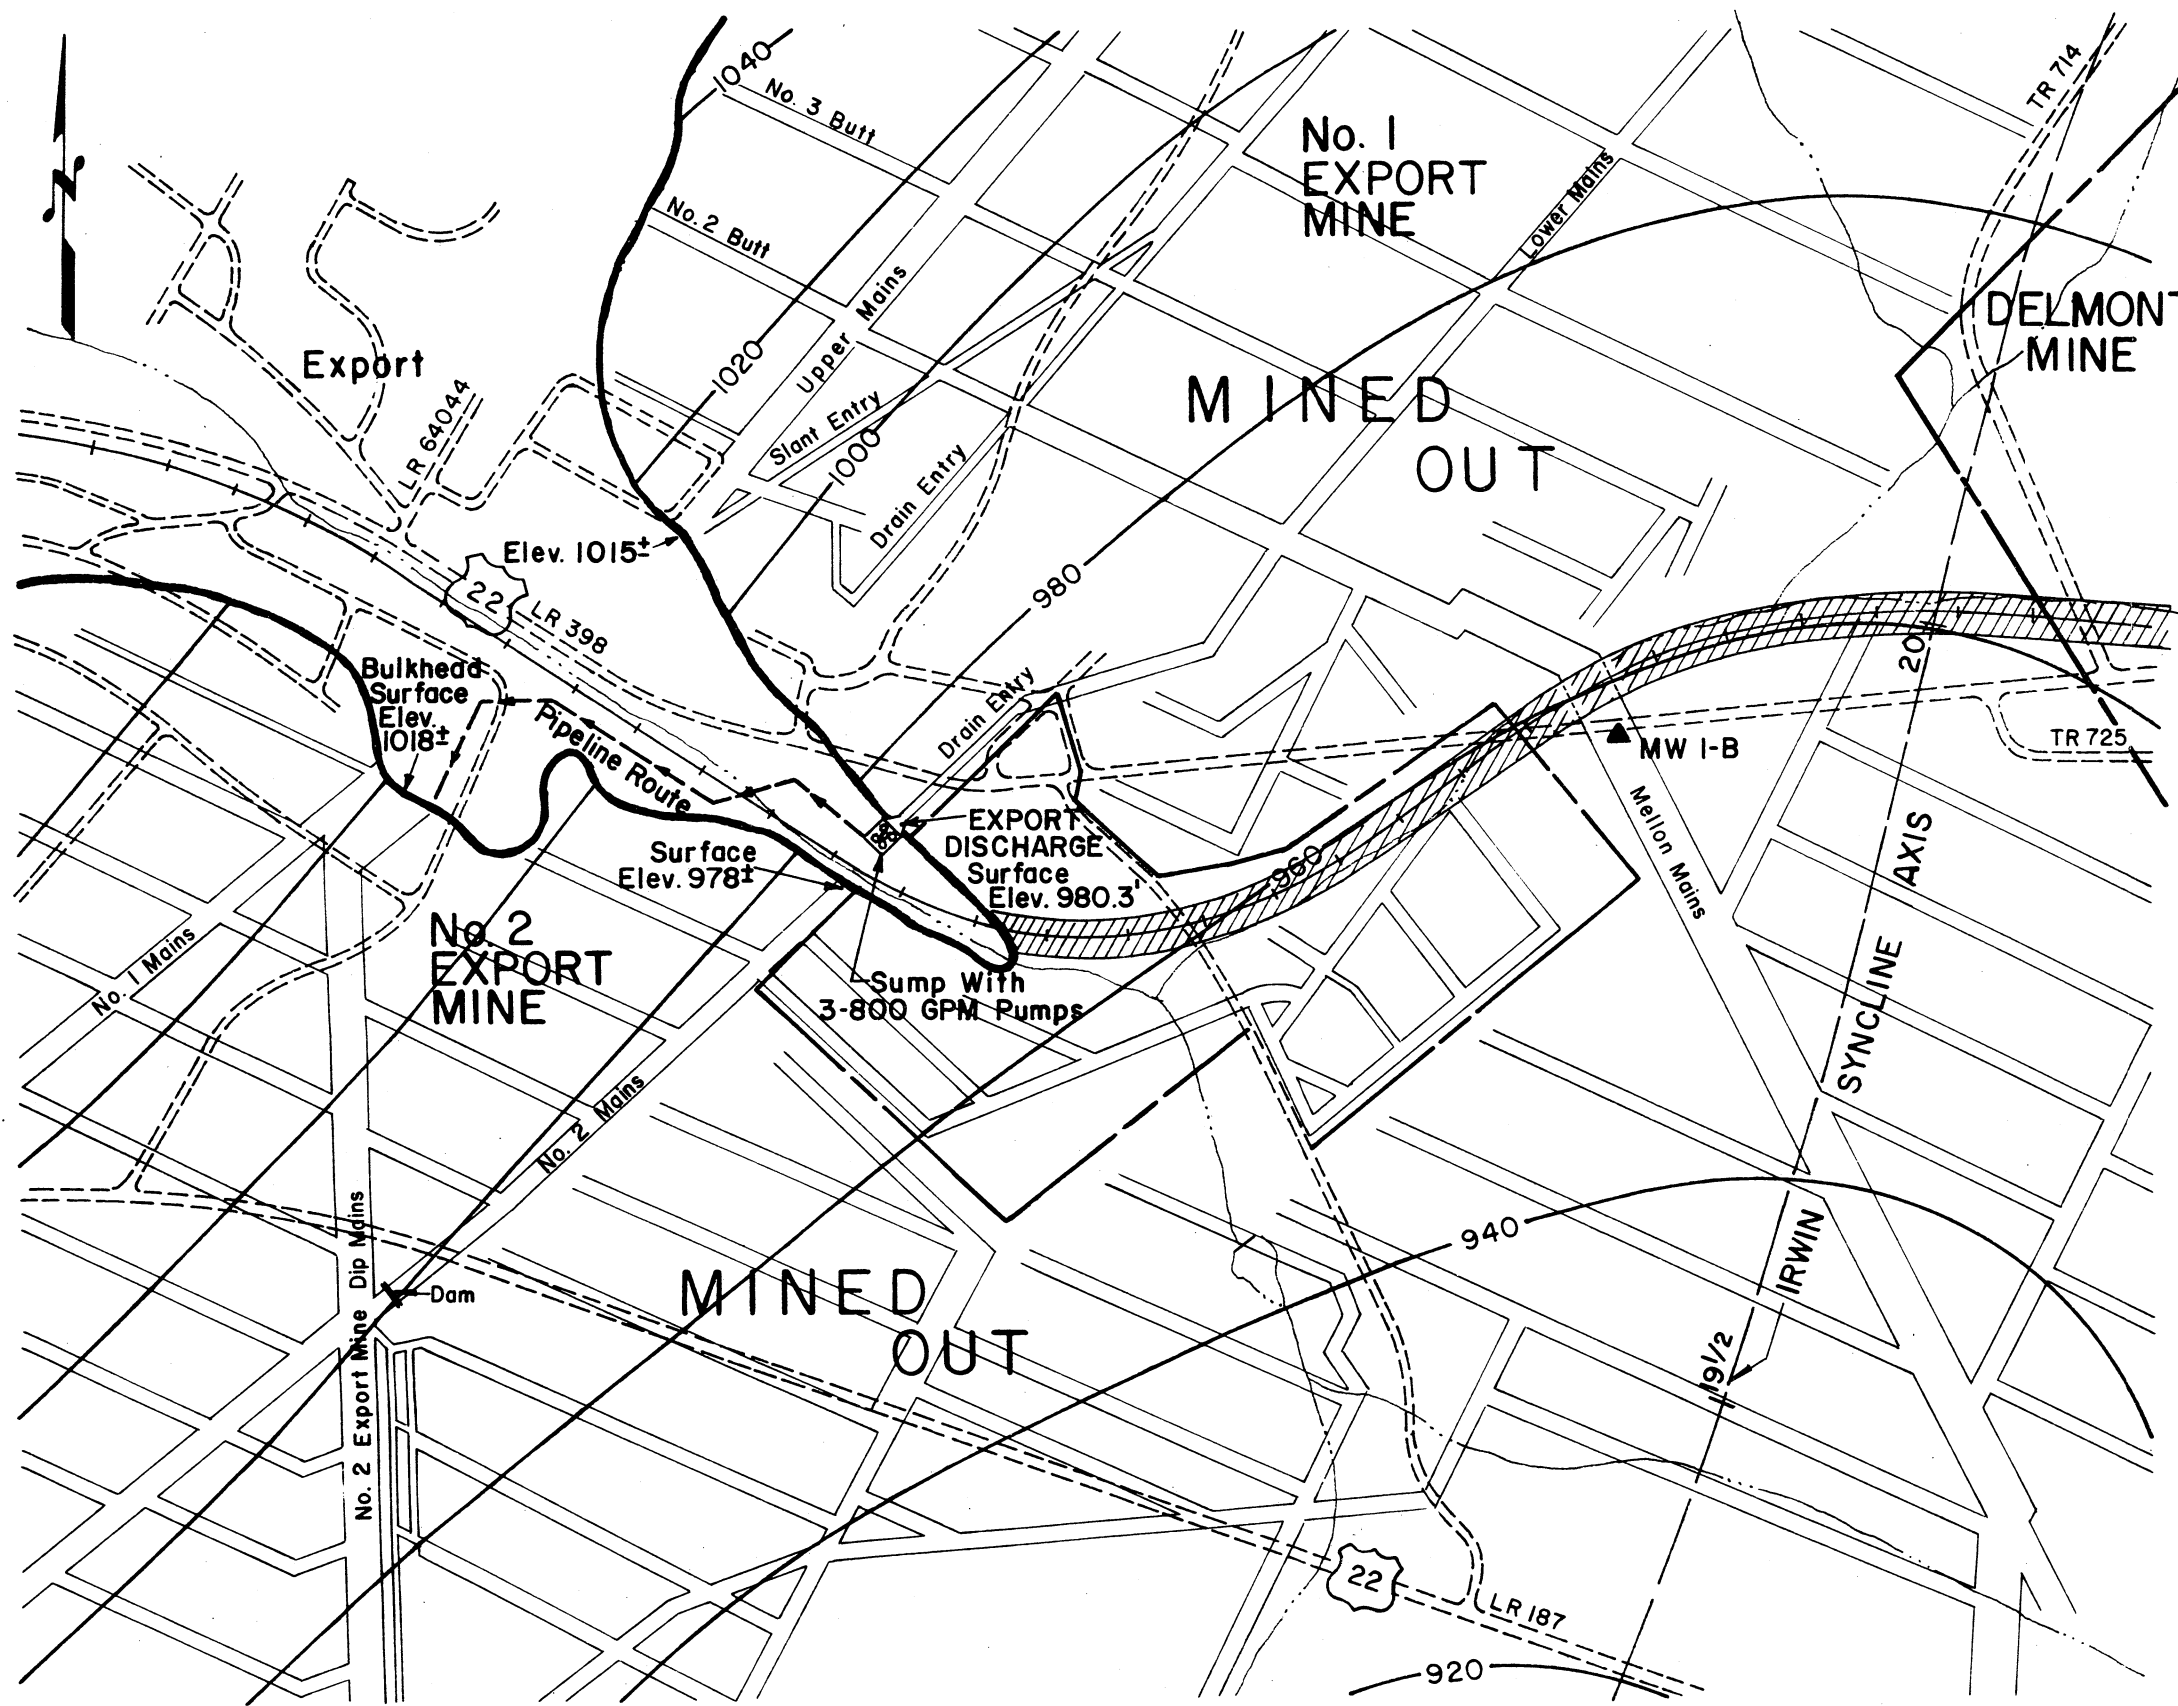 1040
No. 3 Butt
TR 714
No. 1
EXPORT
MINE
Lower Mains
No. 2 Butt
Upper Mains
DELMONT
MINE
Export
1020
LR 64044
Slant Entry
1000
MINED
OUT
Drain Entry
Elev. 1015±
22
LR 398
980
Bulkhead
Surface
Elev.
1018±
Pipeline Route
Drain Entry
20
MW 1-B
TR 725
EXPORT
DISCHARGE
Surface
Elev. 980.3'
Surface
Elev. 978±
960
Mellon Mains
No. 1 Mains
No. 2
EXPORT
MINE
Sump With
3-800 GPM Pumps
IRWIN SYNCLINE AXIS
No. 2 Mains
940
Dam
MINED
OUT
No. 2 Export Mine Dip Mains
19 1/2
22
LR 187
920